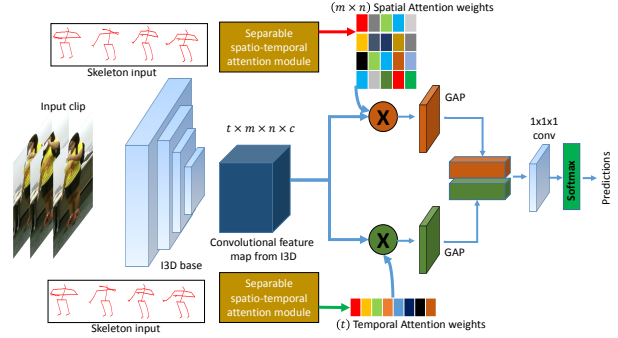 (m × n) Spatial Attention weights
Separable
spatio-temporal
attention module
Skeleton input
GAP
Input clip
t × m × n × c
X
1x1x1
conv
Softmax
Predictions
X
Convolutional feature
map from I3D
I3D base
GAP
Separable
spatio-temporal
attention module
Skeleton input
(t) Temporal Attention weights